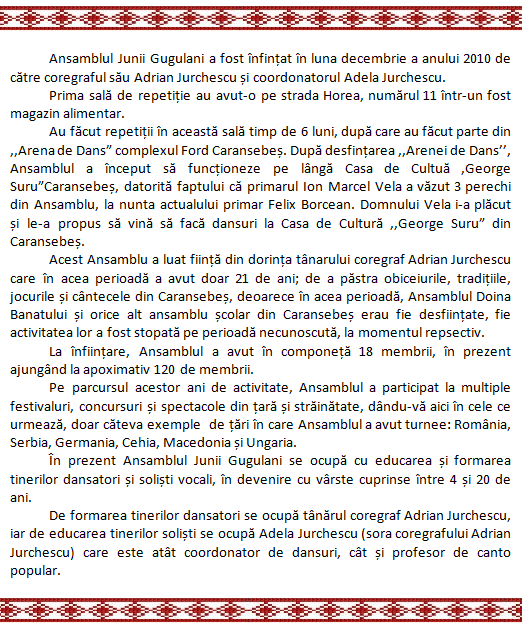 Ansamblul Junii Gugulani a fost înființat în luna decembrie a anului 2010 de
către coregraful său Adrian Jurchescu și coordonatorul Adela Jurchescu.
Prima sală de repetiție au avut-o pe strada Horea, numărul 11 într-un fost
magazin alimentar.
Au făcut repetiții în această sală timp de 6 luni, după care au făcut parte din
,,Arena de Dans” complexul Ford Caransebeș. După desfințarea ,,Arenei de Dans’’,
Ansamblul a început să funcționeze pe lângă Casa de Cultuă ,George
Suru”Caransebeș, datorită faptului că primarul Ion Marcel Vela a văzut 3 perechi
din Ansamblu, la nunta actualului primar Felix Borcean. Domnului Vela i-a plăcut
și le-a propus să vină să facă dansuri la Casa de Cultură ,,George Suru” din
Caransebeș.
Acest Ansamblu a luat ființă din dorința tânarului coregraf Adrian Jurchescu
care în acea perioadă a avut doar 21 de ani; de a păstra obiceiurile, tradițiile,
jocurile și cântecele din Caransebeș, deoarece în acea perioadă, Ansamblul Doina
Banatului și orice alt ansamblu școlar din Caransebeș erau fie desființate, fie
activitatea lor a fost stopată pe perioadă necunoscută, la momentul repsectiv.
La înființare, Ansamblul a avut în componeță 18 membrii, în prezent
ajungând la apoximativ 120 de membrii.
Pe parcursul acestor ani de activitate, Ansamblul a participat la multiple
festivaluri, concursuri și spectacole din țară și străinătate, dându-vă aici în cele ce
urmează, doar câteva exemple de țări în care Ansamblul a avut turnee: România,
Serbia, Germania, Cehia, Macedonia și Ungaria.
În prezent Ansamblul Junii Gugulani se ocupă cu educarea și formarea
tinerilor dansatori și soliști vocali, în devenire cu vârste cuprinse între 4 și 20 de
ani.
De formarea tinerilor dansatori se ocupă tânărul coregraf Adrian Jurchescu,
iar de educarea tinerilor soliști se ocupă Adela Jurchescu (sora coregrafului Adrian
Jurchescu) care este atât coordonator de dansuri, cât și profesor de canto
popular.